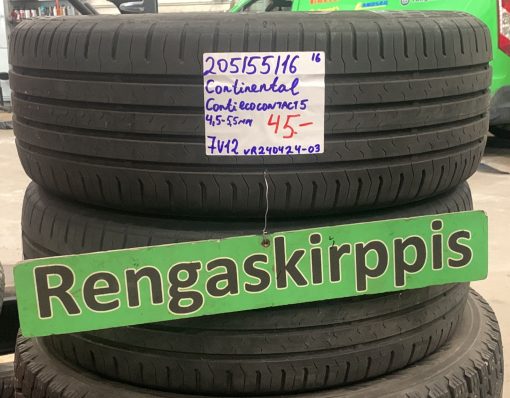 205/55/16 16
Continental
ContiecoCONTACT5
4,5-5,5mm 45,-
7V12 VR240424-03
Rengaskirppis